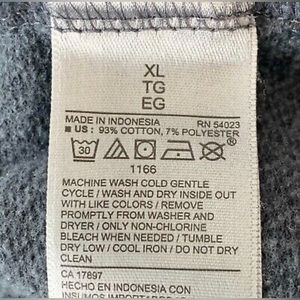 XL
TG
EG
MADE IN INDONESIA RN 54023
■ US : 93% COTTON, 7% POLYESTER
30
1166
MACHINE WASH COLD GENTLE
CYCLE / WASH AND DRY INSIDE OUT
WITH LIKE COLORS / REMOVE
PROMPTLY FROM WASHER AND
DRYER / ONLY NON-CHLORINE
BLEACH WHEN NEEDED / TUMBLE
DRY LOW / COOL IRON / DO NOT DRY
CLEAN
CA 17897
HECHO EN INDONESIA CON